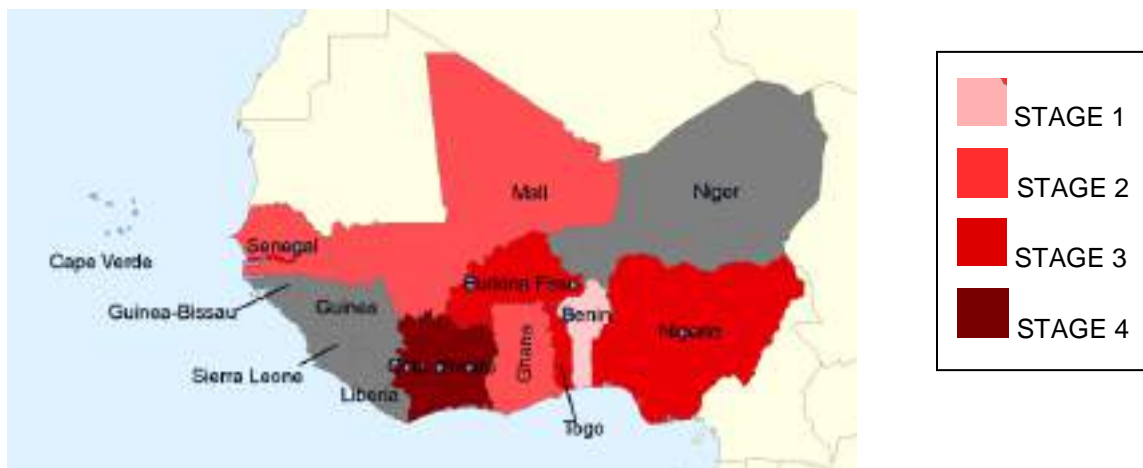 Mali
Niger
Senegal
Cape Verde
Burkina Faso
Guinea-Bissau
Guinea
Benin
Nigeria
Ghana
Sierra Leone
Liberia
Togo
STAGE 1
STAGE 2
STAGE 3
STAGE 4